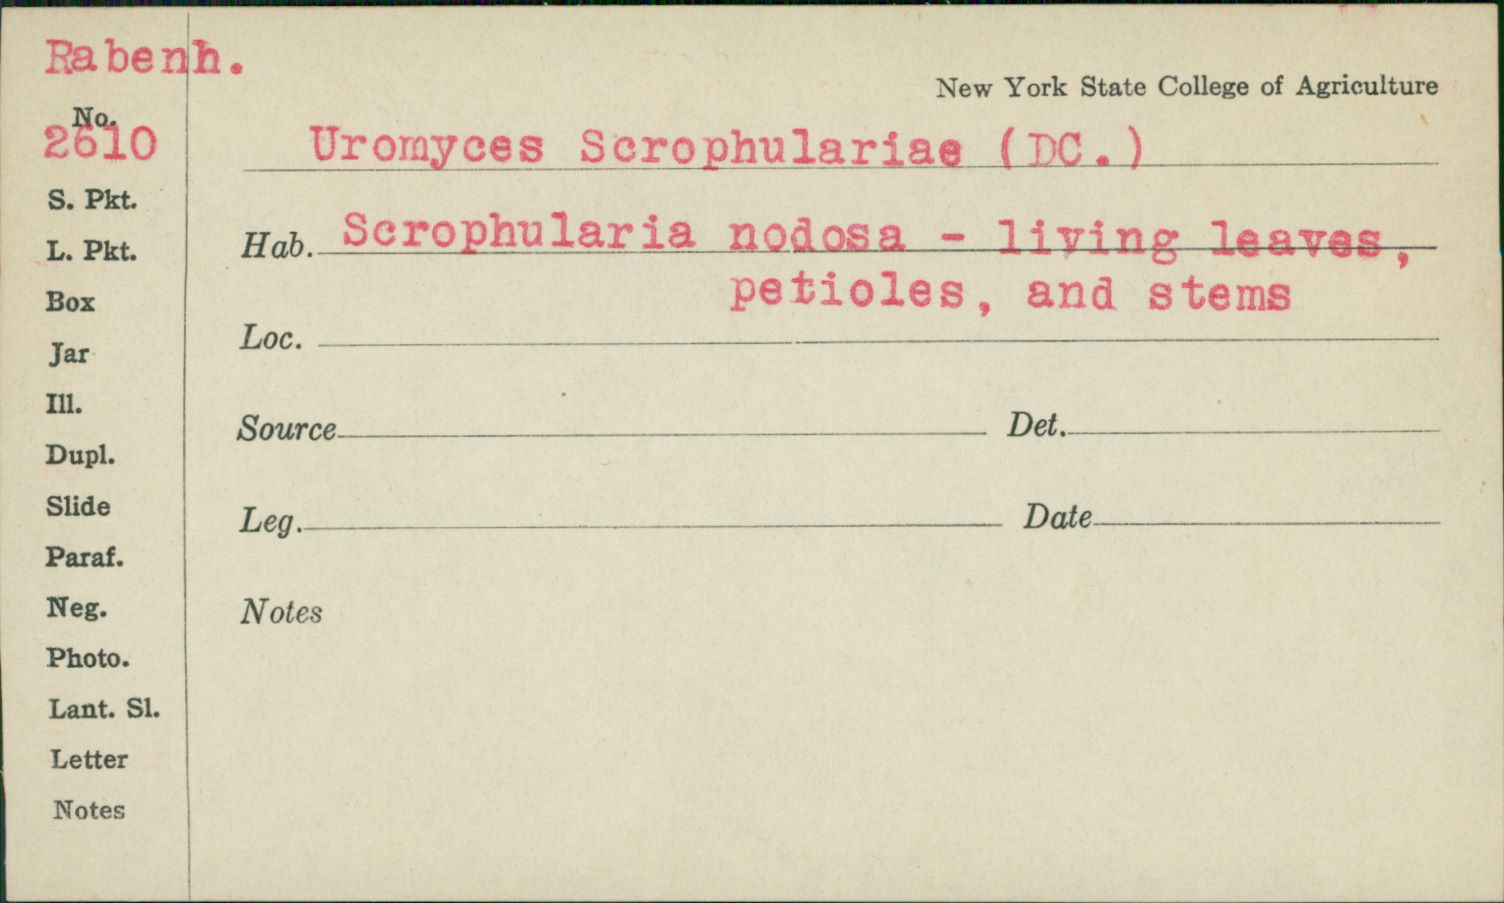 Rabenh.
New York State College of Agriculture
No.
2610
Uromyces Scrophulariae (DC.)
S. Pkt.
Hab. Scrophularia nodosa - living leaves,
L. Pkt.
petioles, and stems
Box
Loc.
Jar
Ill.
Source Det.
Dupl.
Slide
Leg. Date
Paraf.
Neg.
Notes
Photo.
Lant. Sl.
Letter
Notes